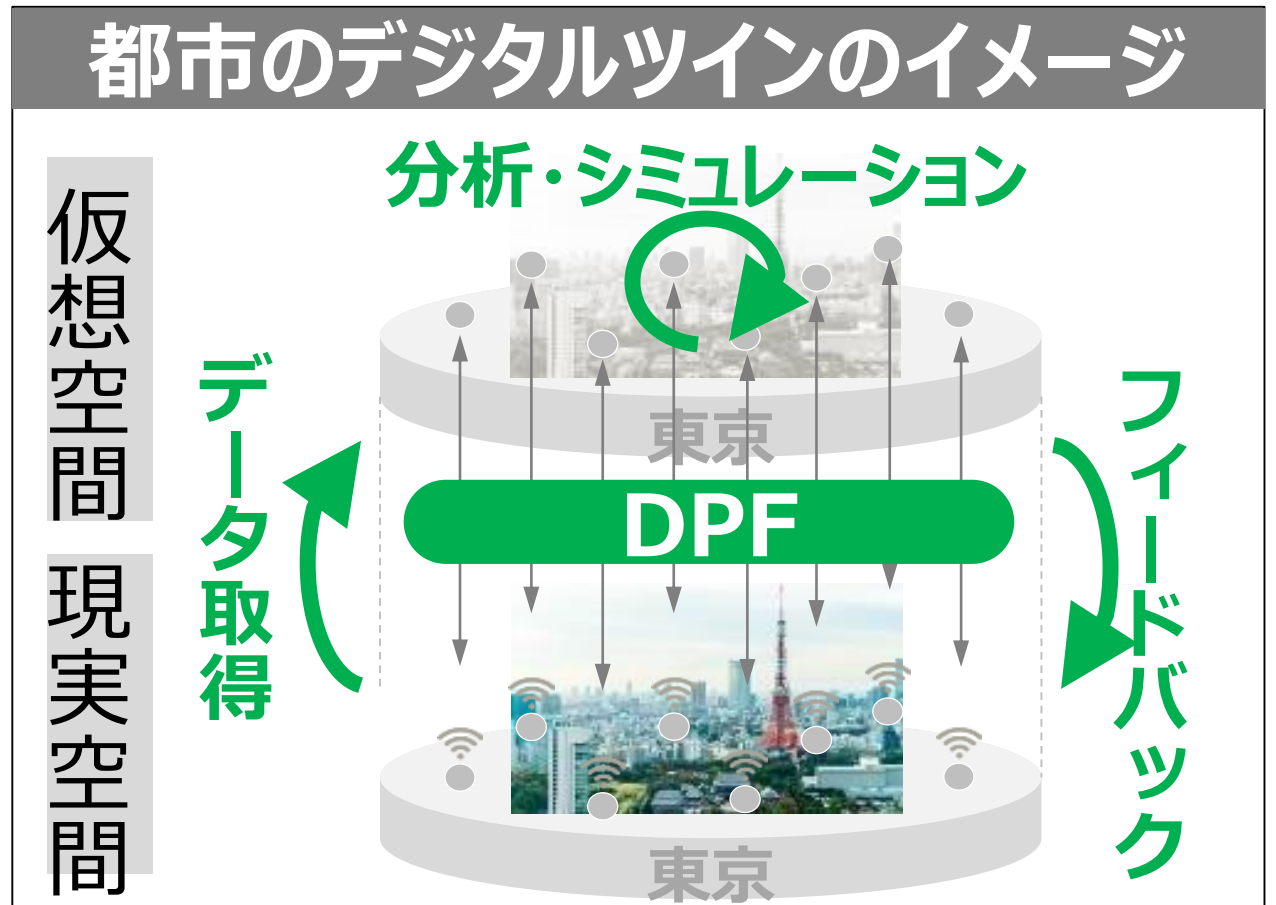 都市のデジタルツインのイメージ
分析・シミュレーション
仮想空間
データ取得
東京
フィードバック
DPF
現実空間
東京